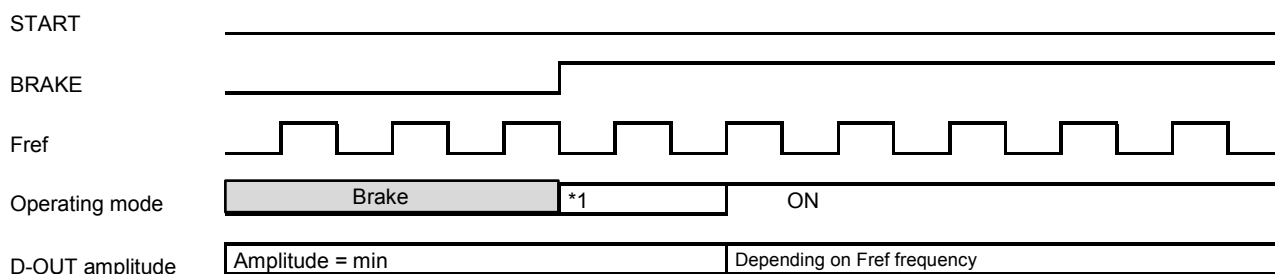 START
BRAKE
Fref
Operating mode
Brake
*1
ON
D-OUT amplitude
Amplitude = min
Depending on Fref frequency